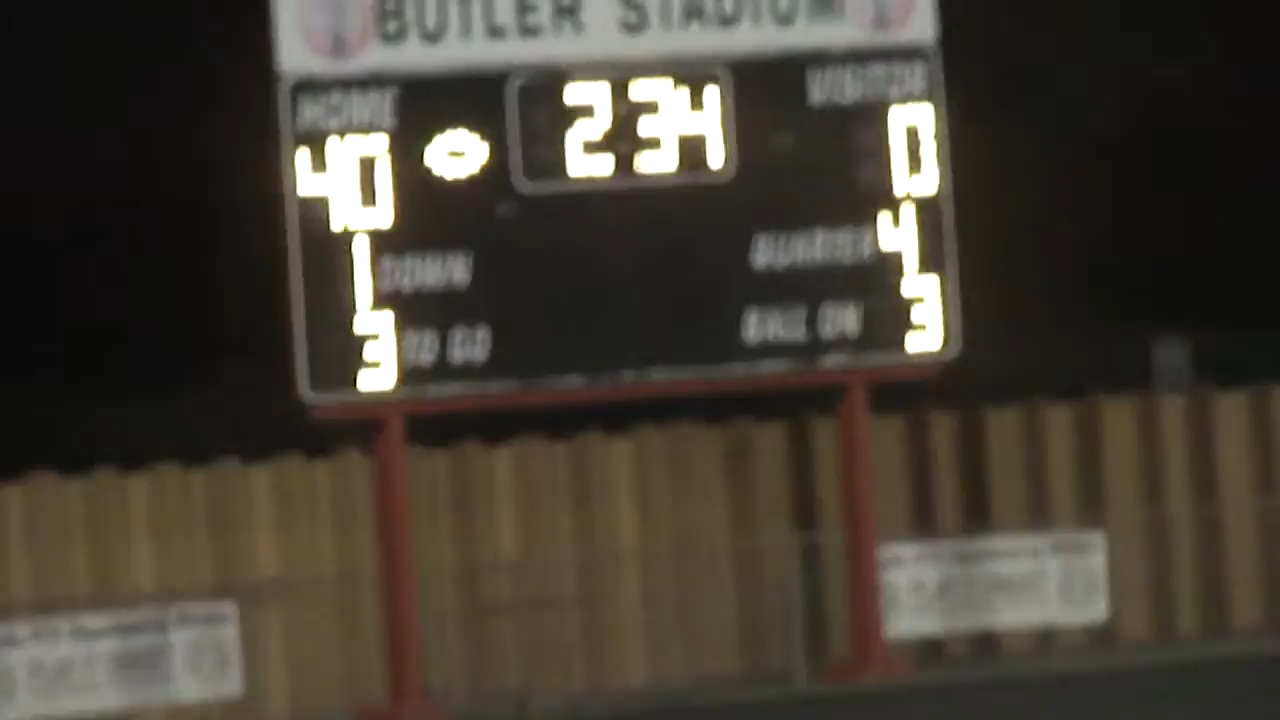 BUTLER STADIUM
HOME 2 34 VISITOR
40 0
1 DOWN QUARTER 4
3 TO GO BALL ON 3